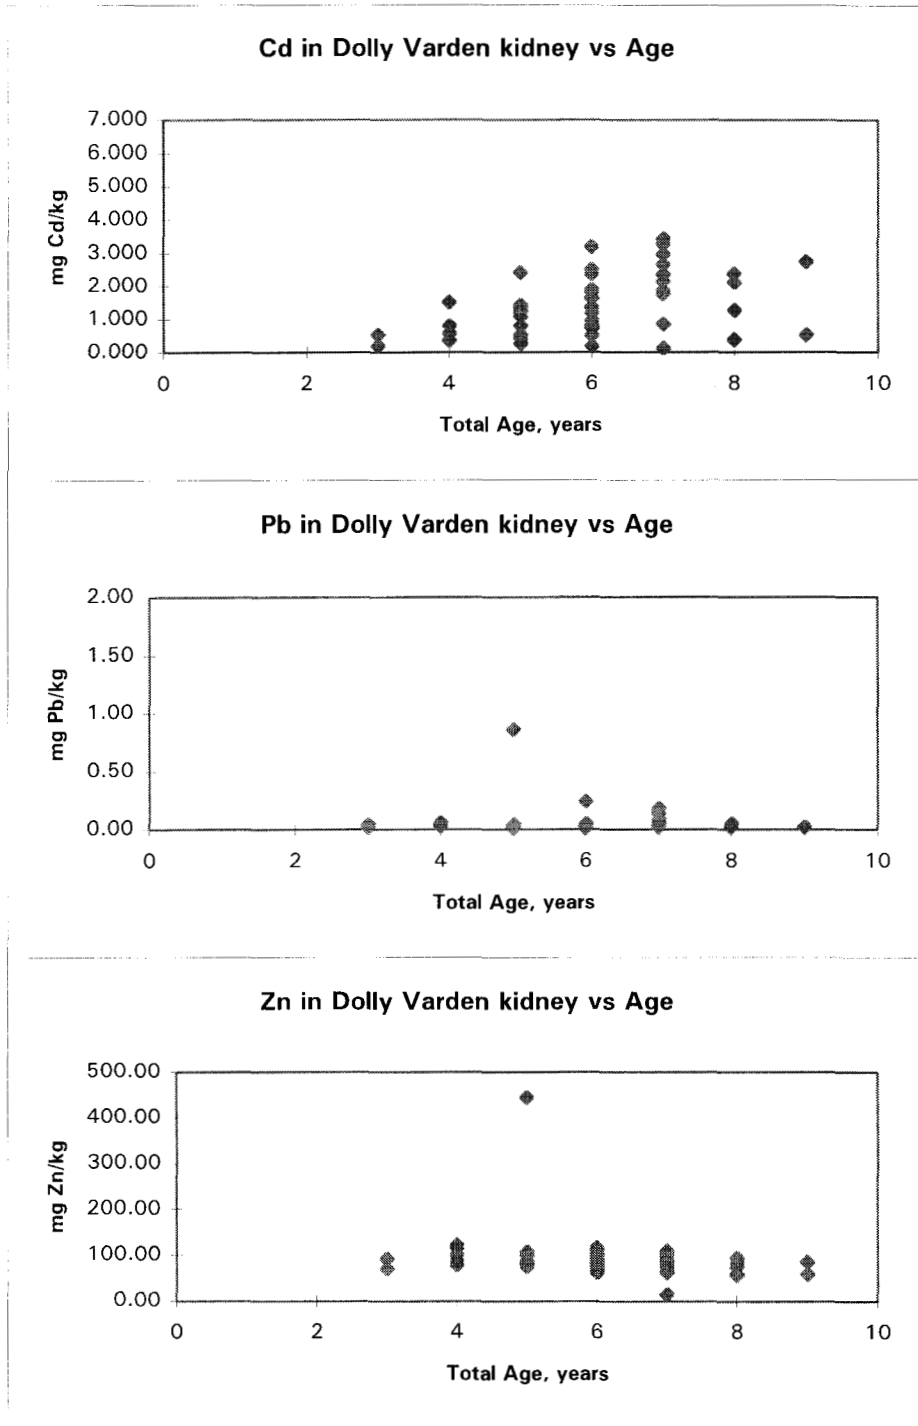 Cd in Dolly Varden kidney vs Age
7.000
6.000
5.000
4.000
3.000
2.000
1.000
0.000
mg Cd/kg
0 2 4 6 8 10
Total Age, years
Pb in Dolly Varden kidney vs Age
2.00
1.50
1.00
0.50
0.00
mg Pb/kg
0 2 4 6 8 10
Total Age, years
Zn in Dolly Varden kidney vs Age
500.00
400.00
300.00
200.00
100.00
0.00
mg Zn/kg
0 2 4 6 8 10
Total Age, years